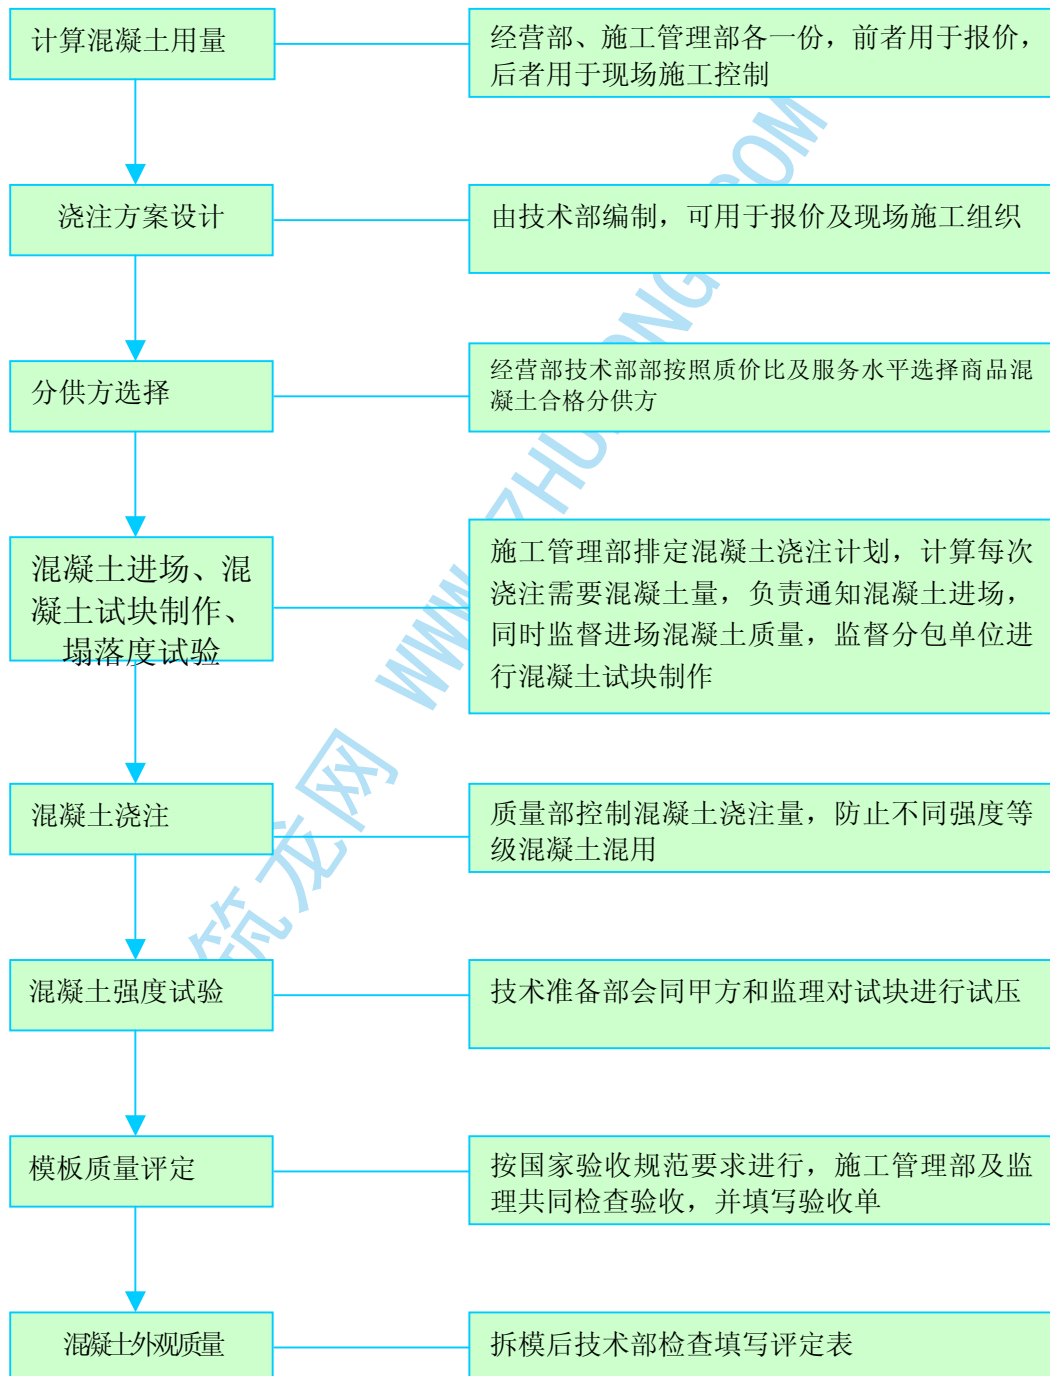 计算混凝土用量
经营部、施工管理部各一份，前者用于报价，
后者用于现场施工控制
浇注方案设计
由技术部编制，可用于报价及现场施工组织
分供方选择
经营部技术部部按照质价比及服务水平选择商品混
凝土合格分供方
混凝土进场、混
凝土试块制作、
塌落度试验
施工管理部排定混凝土浇注计划，计算每次
浇注需要混凝土量，负责通知混凝土进场，
同时监督进场混凝土质量，监督分包单位进
行混凝土试块制作
混凝土浇注
质量部控制混凝土浇注量，防止不同强度等
级混凝土混用
混凝土强度试验
技术准备部会同甲方和监理对试块进行试压
模板质量评定
按国家验收规范要求进行，施工管理部及监
理共同检查验收，并填写验收单
混凝土外观质量
拆模后技术部检查填写评定表
筑龙网 WWW